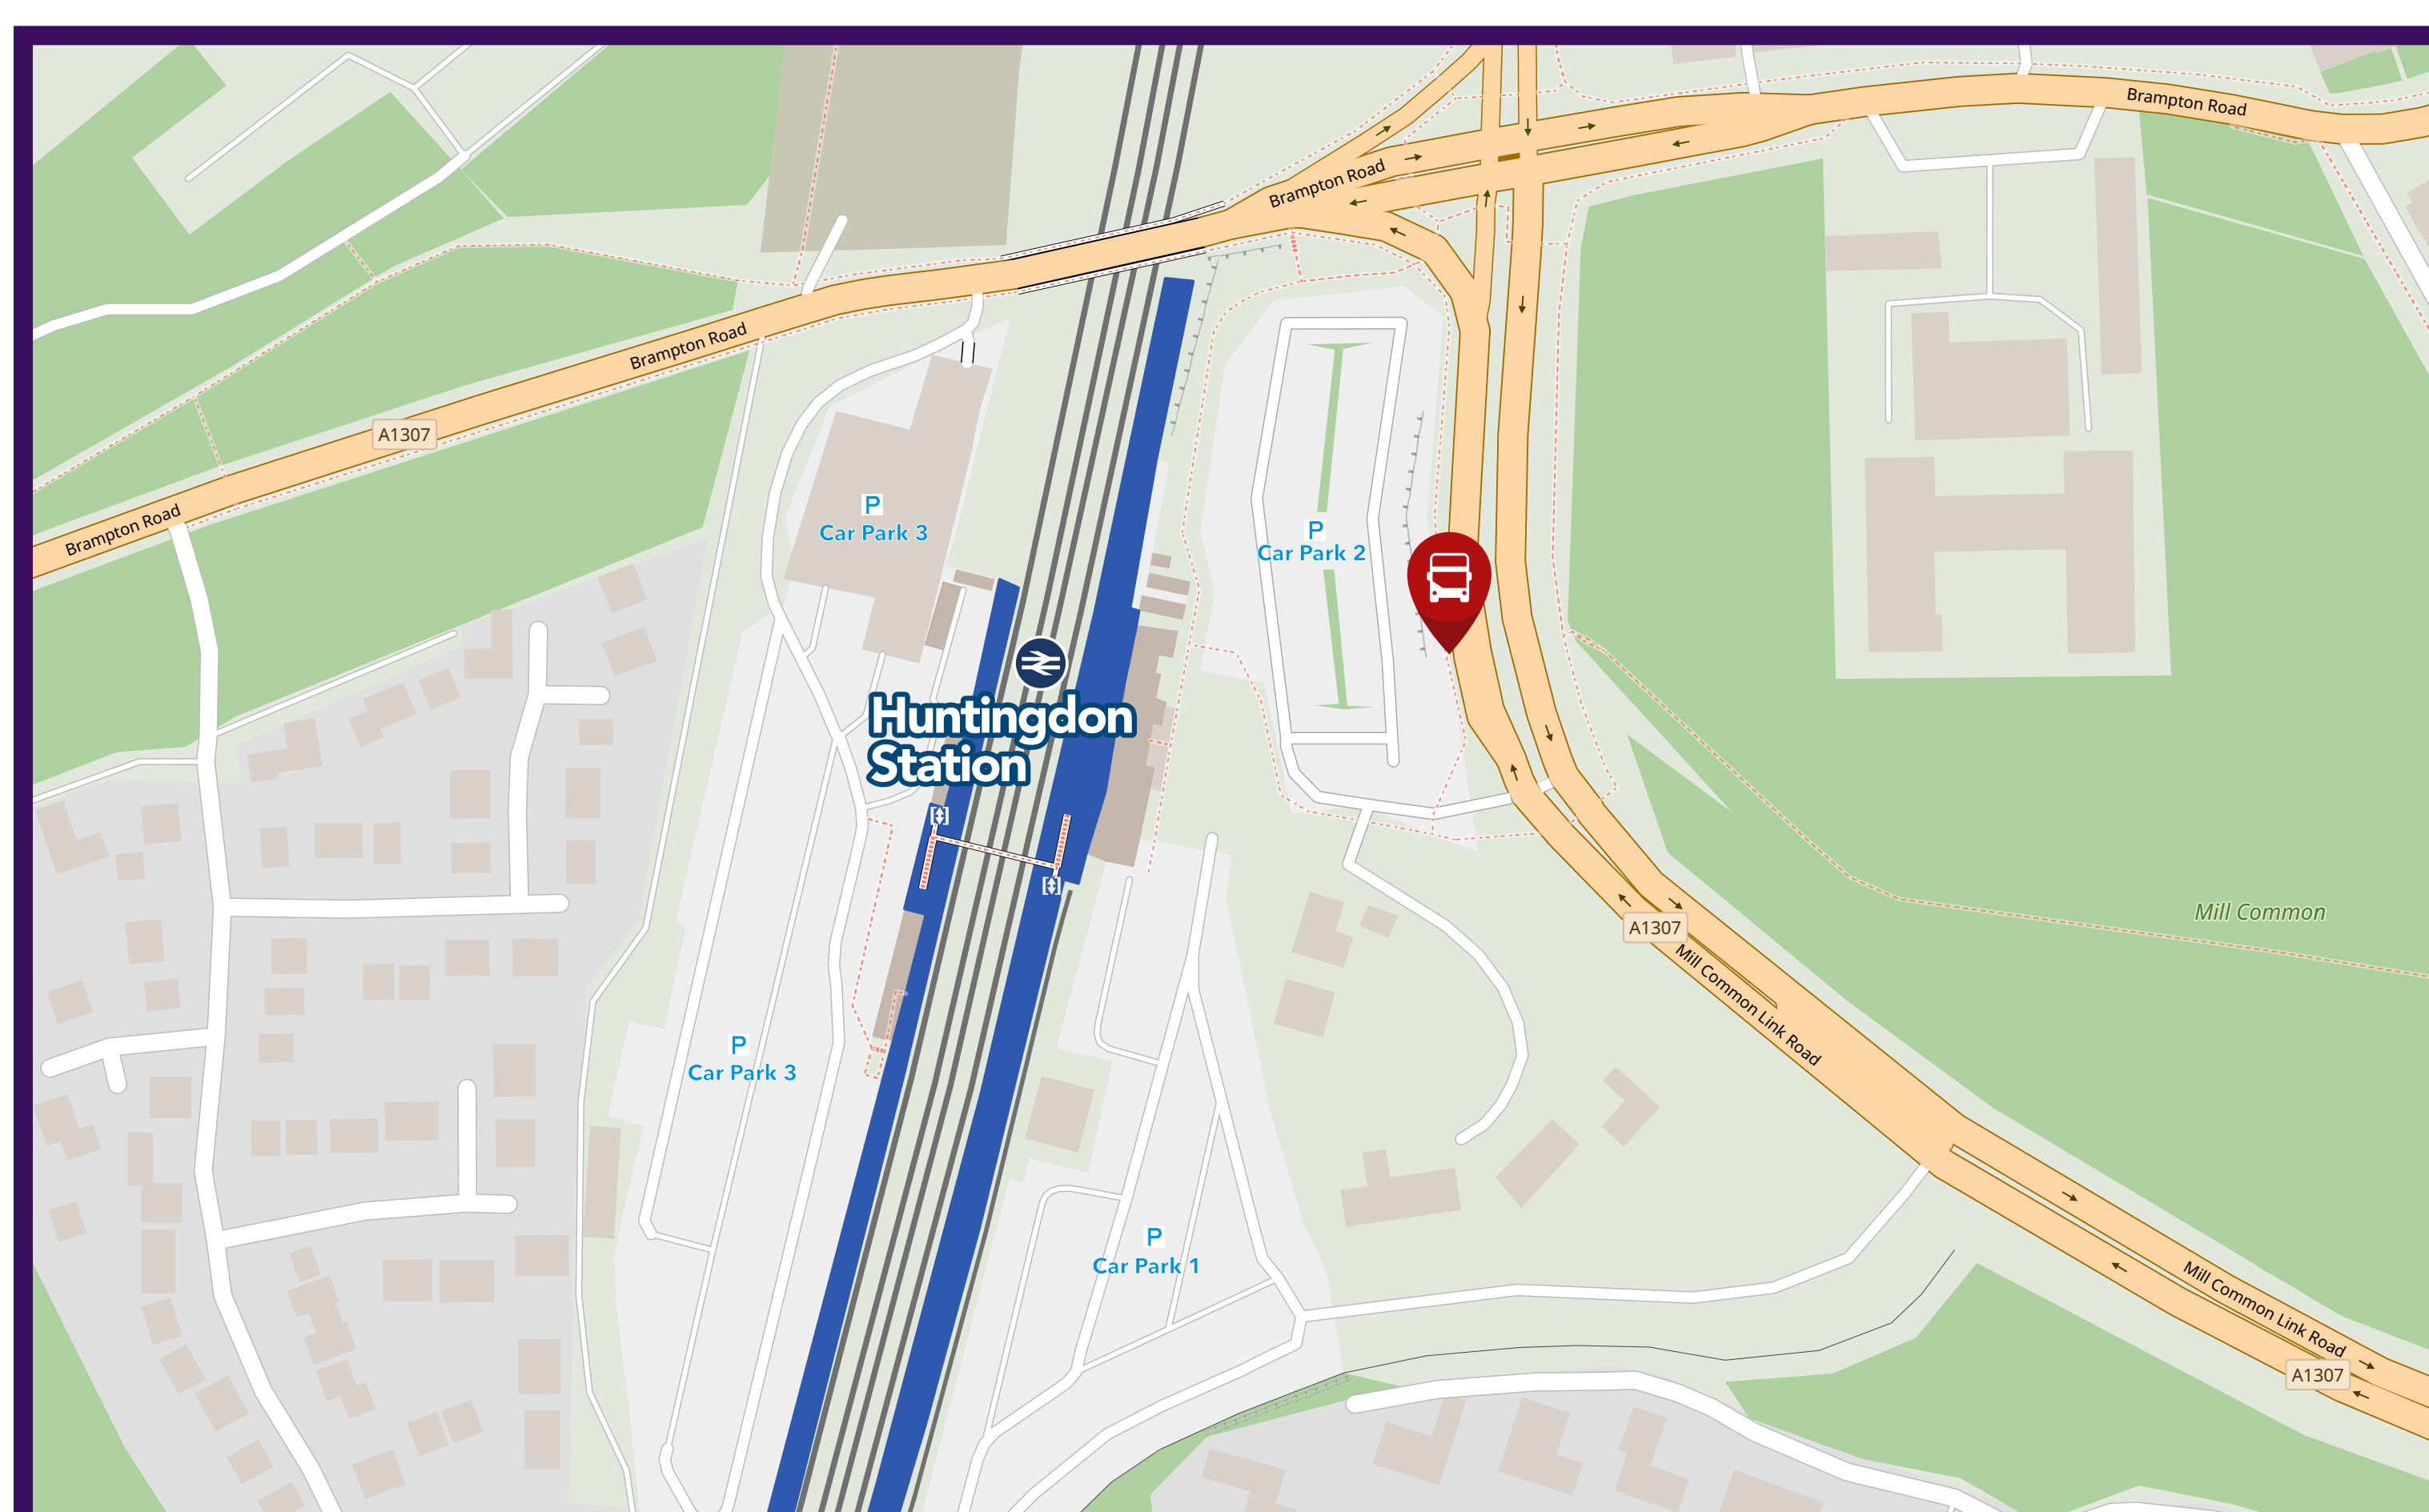 Brampton Road
Brampton Road
Brampton Road
A1307
Brampton Road
P
Car Park 3
P
Car Park 2
Huntingdon
Station
Mill Common
A1307
Mill Common Link Road
P
Car Park 3
P
Car Park 1
Mill Common Link Road
A1307